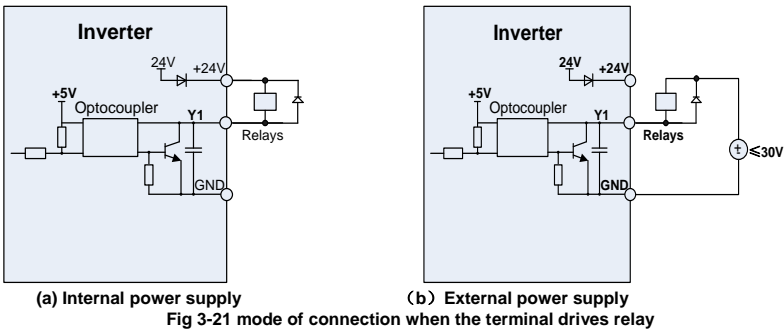 Inverter
24V
+24V
+5V
Optocoupler
Y1
Relays
GND
(a) Internal power supply
Inverter
24V
+24V
+5V
Optocoupler
Y1
Relays
GND
≤30V
（b） External power supply
Fig 3-21 mode of connection when the terminal drives relay